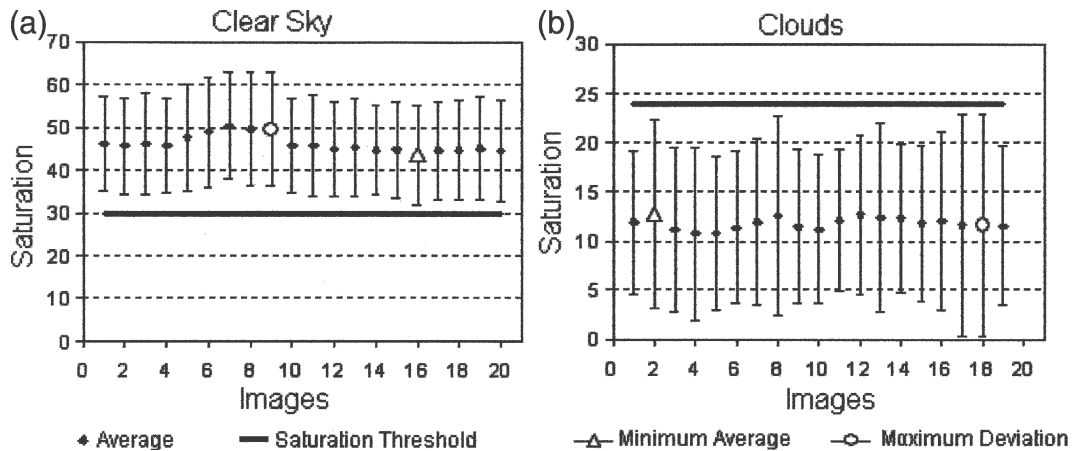 (a) Clear Sky
70
60
50
40
30
20
10
0
Saturation
0 2 4 6 8 10 12 14 16 18 20
Images
(b) Clouds
30
25
20
15
10
5
0
Saturation
0 2 4 6 8 10 12 14 16 18 20
Images
Average Saturation Threshold Minimum Average Maximum Deviation